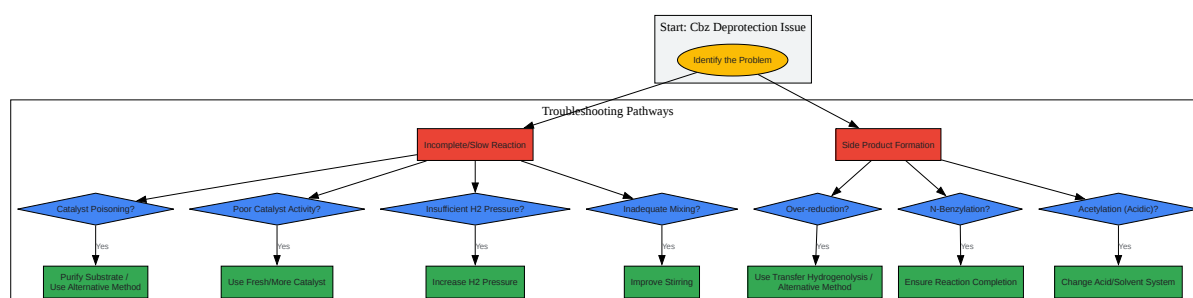 Start: Cbz Deprotection Issue
Identify the Problem
Troubleshooting Pathways
Incomplete/Slow Reaction
Side Product Formation
Catalyst Poisoning?
Poor Catalyst Activity?
Insufficient H2 Pressure?
Inadequate Mixing?
Over-reduction?
N-Benzylation?
Acetylation (Acidic)?
Yes
Yes
Yes
Yes
Yes
Yes
Yes
Purify Substrate /
Use Alternative Method
Use Fresh/More Catalyst
Increase H2 Pressure
Improve Stirring
Use Transfer Hydrogenolysis /
Alternative Method
Ensure Reaction Completion
Change Acid/Solvent System